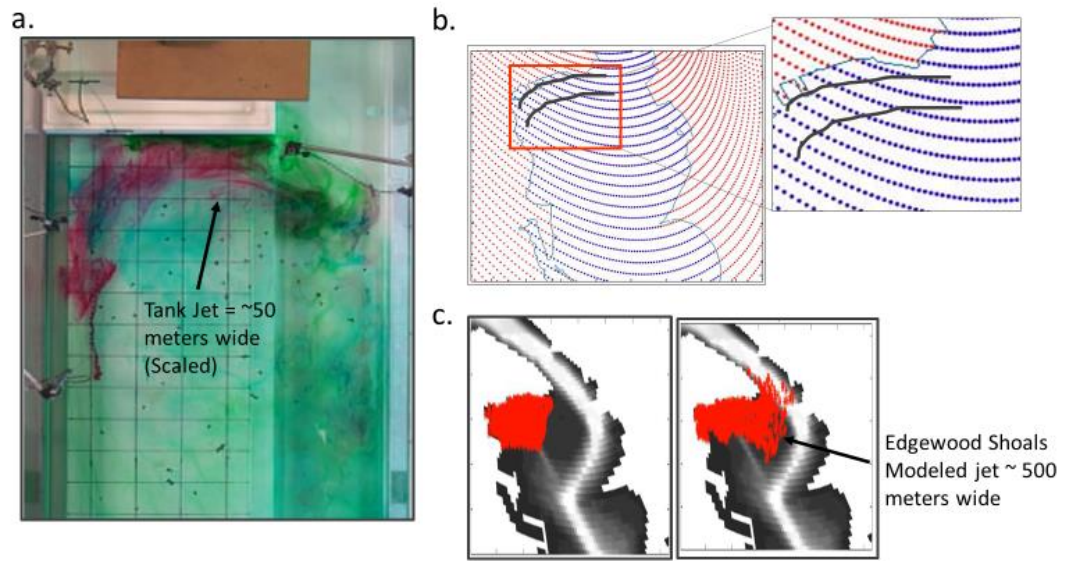 a.
Tank Jet = ~50
meters wide
(Scaled)
b.
c.
Edgewood Shoals
Modeled jet ~ 500
meters wide